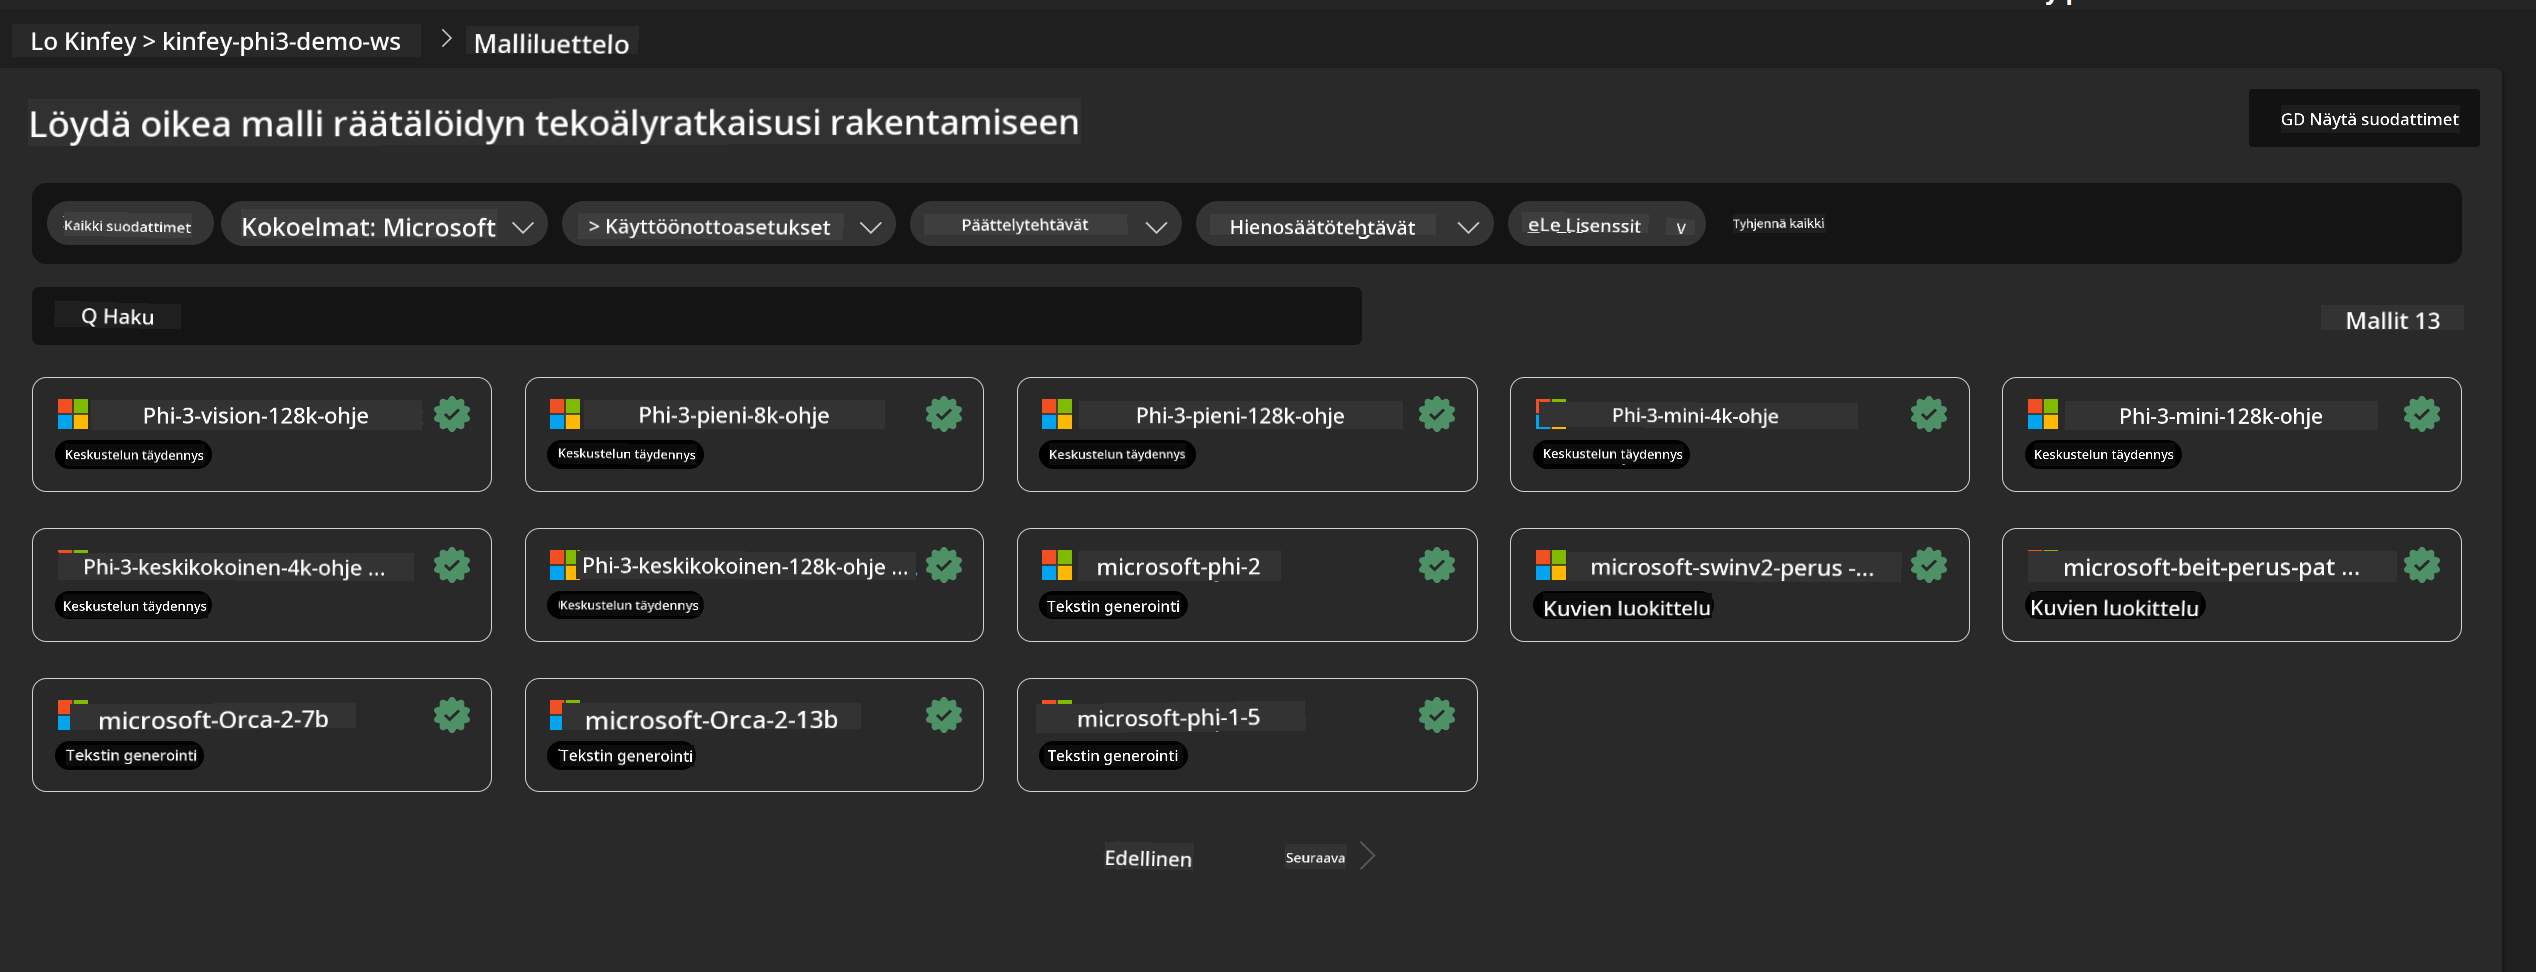 Lo Kinfey > kinfey-phi3-demo-ws
Malliluettelo
Löydä oikea malli räätälöidyn tekoälyratkaisusi rakentamiseen
GD Näytä suodattimet
Kaikki suodattimet
Kokoelmat: Microsoft
> Käyttöönottoasetukset
Päättelytehtävät
Hienosäätötehtävät
eLe Lisenssit v
Tyhjennä kaikki
Q Haku
Mallit 13
Phi-3-vision-128k-ohje
Keskustelun täydennys
Phi-3-pieni-8k-ohje
Keskustelun täydennys
Phi-3-pieni-128k-ohje
Keskustelun täydennys
Phi-3-mini-4k-ohje
Keskustelun täydennys
Phi-3-mini-128k-ohje
Keskustelun täydennys
Phi-3-keskikokoinen-4k-ohje ...
Keskustelun täydennys
Phi-3-keskikokoinen-128k-ohje ...
Keskustelun täydennys
microsoft-phi-2
Tekstin generointi
microsoft-swinv2-perus -...
Kuvien luokittelu
microsoft-beit-perus-pat ...
Kuvien luokittelu
microsoft-Orca-2-7b
Tekstin generointi
microsoft-Orca-2-13b
Tekstin generointi
microsoft-phi-1-5
Tekstin generointi
Edellinen
Seuraava